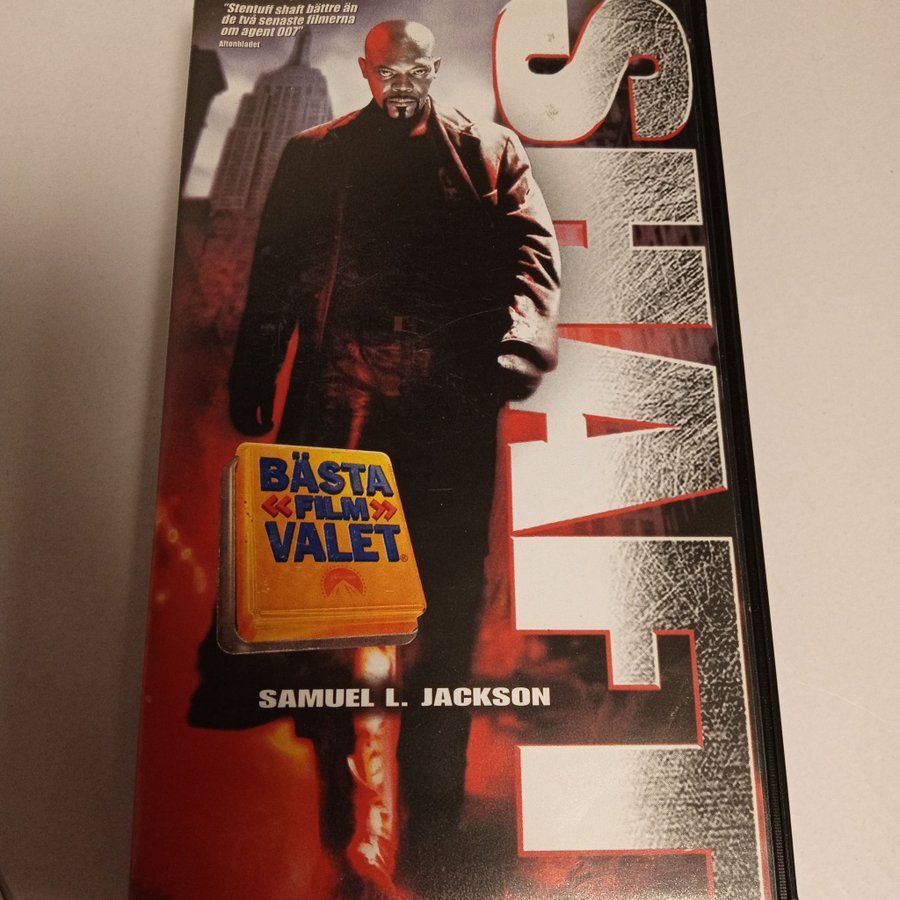 "Stentuff shaft bättre än
de två senaste filmerna
om agent 007"
Aftonbladet
SHAFT
BÄSTA
«FILM»
VALET®
SAMUEL L. JACKSON